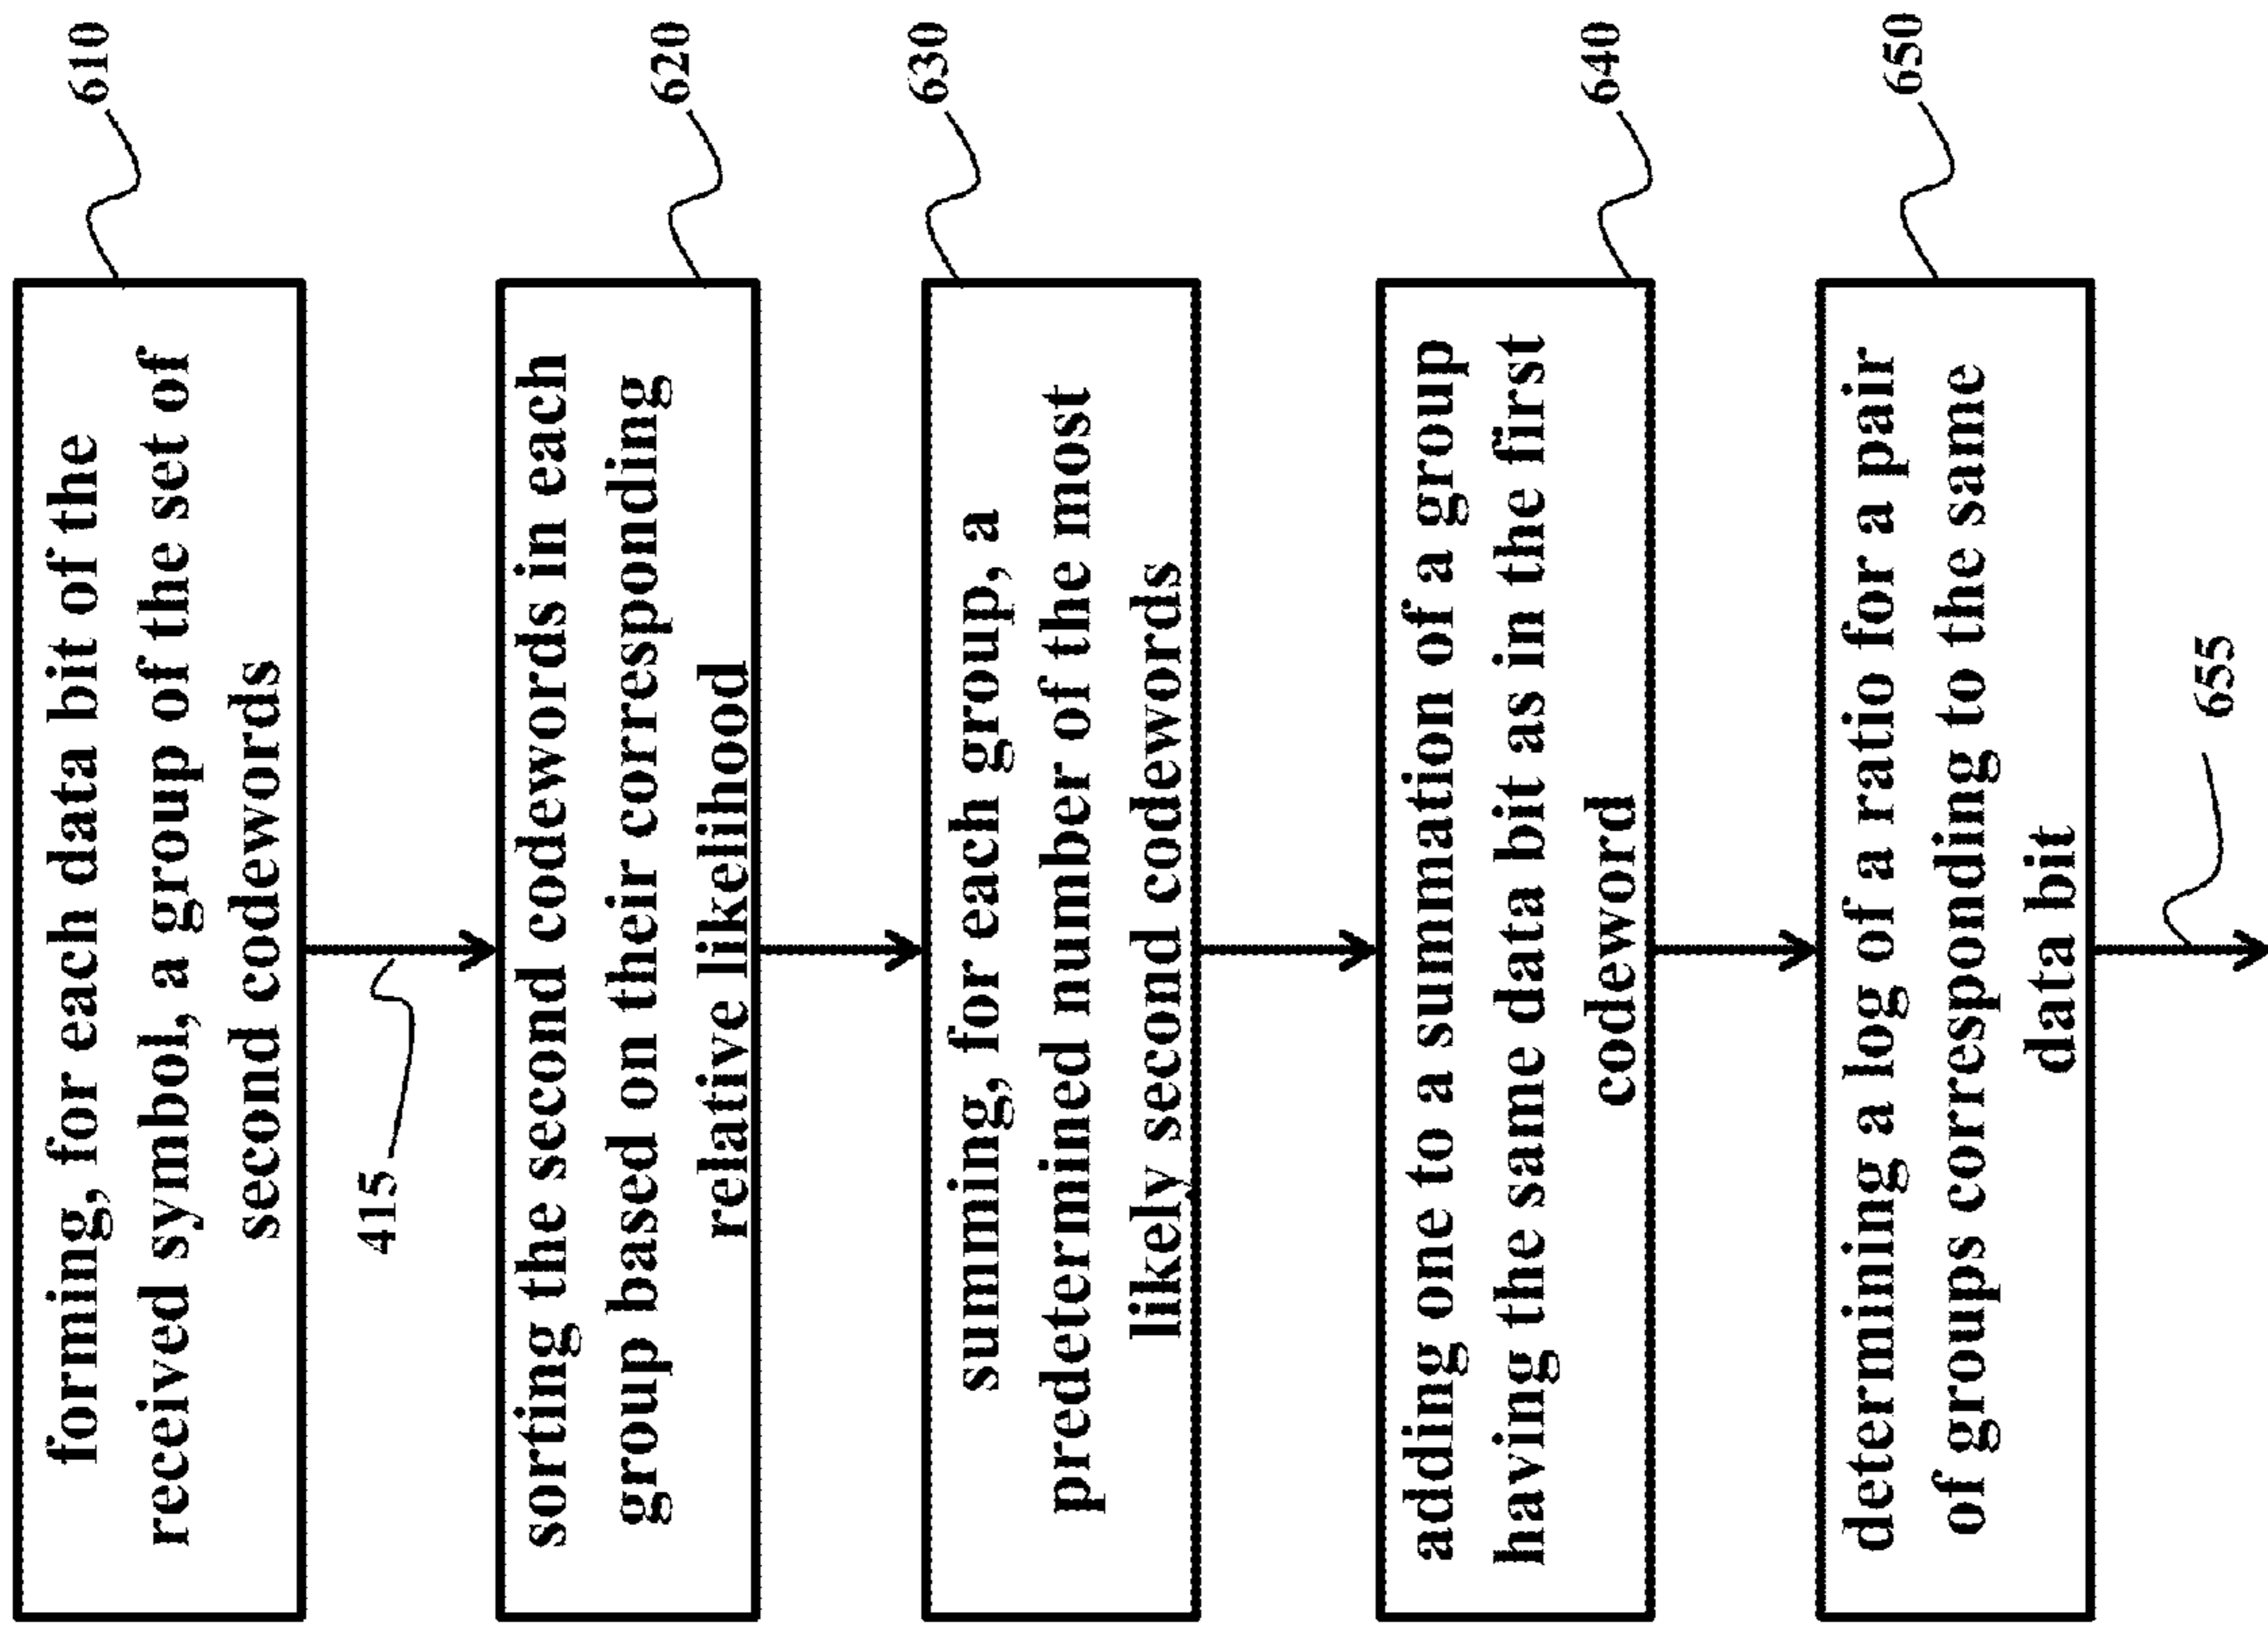 forming, for each data bit of the
received symbol, a group of the set of
second codewords
610
415
sorting the second codewords in each
group based on their corresponding
relative likelihood
620
summing, for each group, a
predetermined number of the most
likely second codewords
630
adding one to a summation of a group
having the same data bit as in the first
codeword
640
determining a log of a ratio for a pair
of groups corresponding to the same
data bit
650
655